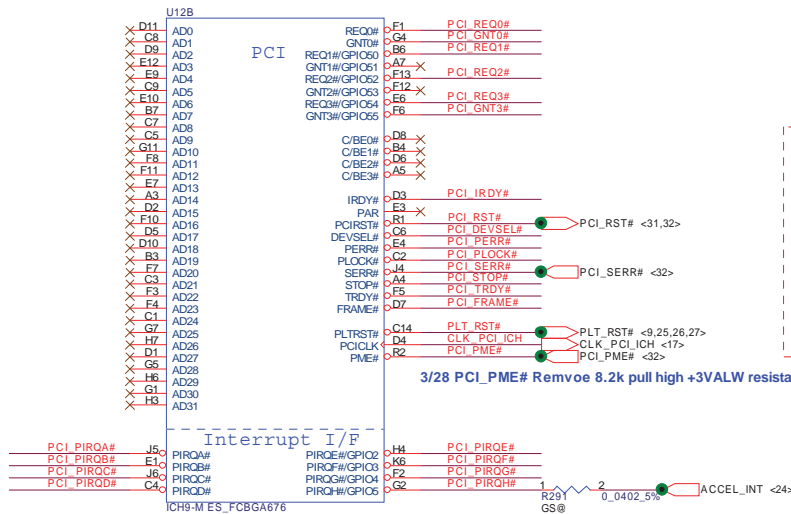 U12B
PCI
D11 AD0 REQ0# F1 PCI_REQ0#
C8 AD1 GNT0# G4 PCI_GNT0#
D9 AD2 REQ1#/GPIO50 B6 PCI_REQ1#
E12 AD3 GNT1#/GPIO51 A7
E9 AD4 REQ2#/GPIO52 F13 PCI_REQ2#
C9 AD5 GNT2#/GPIO53 F12
E10 AD6 REQ3#/GPIO54 E6 PCI_REQ3#
B7 AD7 GNT3#/GPIO55 F6 PCI_GNT3#
C7 AD8
C5 AD9 C/BE0# D8
G11 AD10 C/BE1# B4
F8 AD11 C/BE2# D6
F11 AD12 C/BE3# A5
E7 AD13
A3 AD14 IRDY# D3 PCI_IRDY#
D2 AD15 PAR E3
F10 AD16 PCIRST# R1 PCI_RST# PCI_RST# <31,32>
D5 AD17 DEVSEL# C6 PCI_DEVSEL#
D10 AD18 PERR# E4 PCI_PERR#
B3 AD19 PLOCK# C2 PCI_PLOCK#
F7 AD20 SERR# J4 PCI_SERR# PCI_SERR# <32>
C3 AD21 STOP# A4 PCI_STOP#
F3 AD22 TRDY# F5 PCI_TRDY#
F4 AD23 FRAME# D7 PCI_FRAME#
C1 AD24
G7 AD25 PLTRST# C14 PLT_RST# PLT_RST# <9,25,26,27>
H7 AD26 PCICLK D4 CLK_PCI_ICH CLK_PCI_ICH <17>
D1 AD27 PME# R2 PCI_PME# PCI_PME# <32>
G5 AD28
H6 AD29
G1 AD30
H3 AD31
3/28 PCI_PME# Remvoe 8.2k pull high +3VALW resista
Interrupt I/F
PCI_PIRQA# J5 PIRQA# PIRQE#/GPIO2 H4 PCI_PIRQE#
PCI_PIRQB# E1 PIRQB# PIRQF#/GPIO3 K6 PCI_PIRQF#
PCI_PIRQC# J6 PIRQC# PIRQG#/GPIO4 F2 PCI_PIRQG#
PCI_PIRQD# C4 PIRQD# PIRQH#/GPIO5 G2 PCI_PIRQH# 1 2 ACCEL_INT <24>
R291 0_0402_5%
GS@
ICH9-M ES_FCBGA676